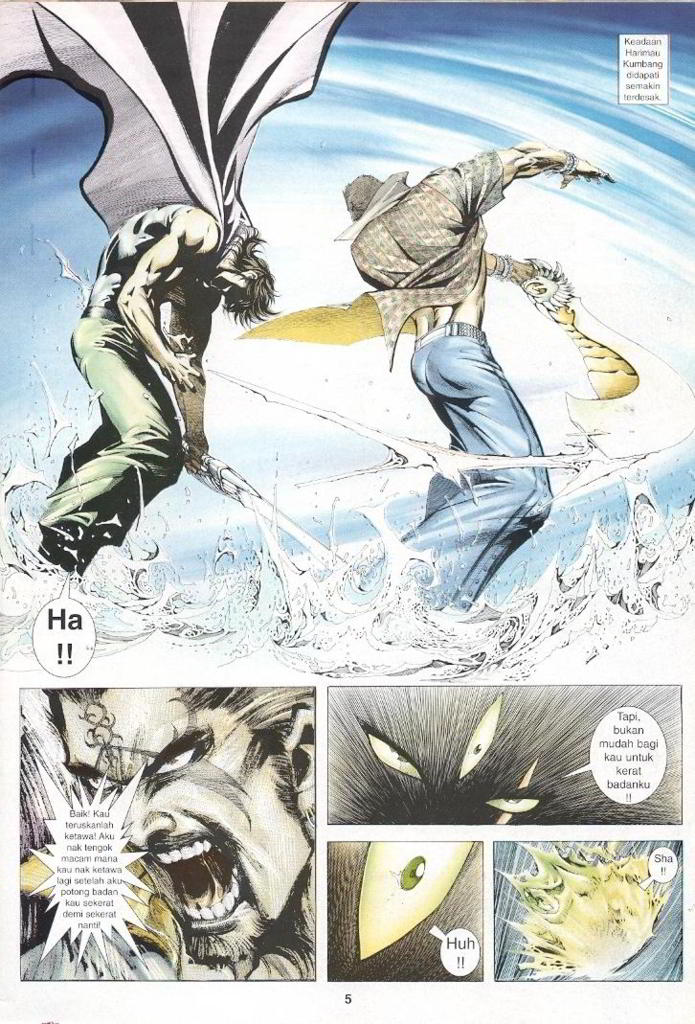 Keadaan
Harimau
Kumbang
didapati
semakin
terdesak.
Ha
!!
Baik! Kau
teruskanlah
ketawa! Aku
nak tengok
macam mana
kau nak ketawa
lagi setelah aku
potong badan
kau sekerat
demi sekerat
nanti!
Tapi,
bukan
mudah bagi
kau untuk
kerat
badanku
!!
Huh
!!
Sha
!!
5